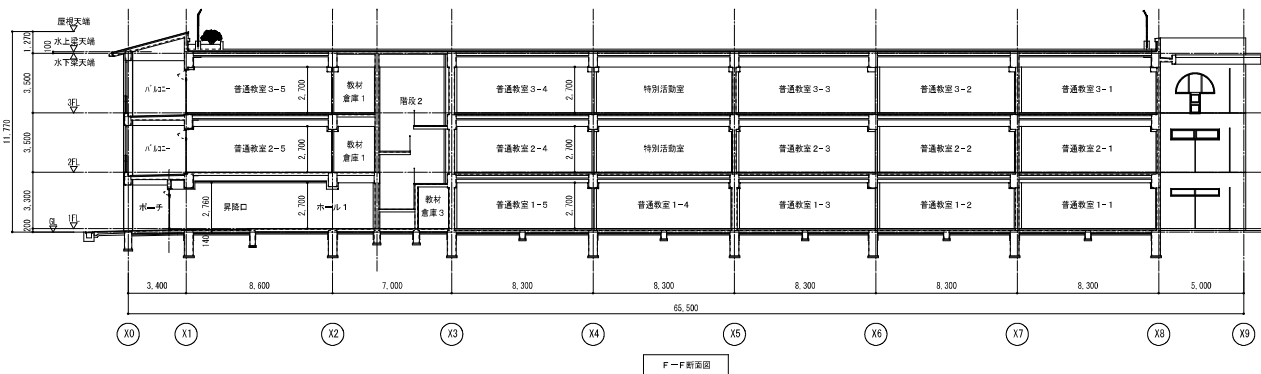 屋根天端
水上梁天端
水下梁天端
1,270
100
3,500
3FL
11,770
3,500
2FL
3,300
1FL
GL
200
バルコニー
普通教室3-5
2,700
教材
倉庫1
階段2
普通教室3-4
2,700
特別活動室
普通教室3-3
普通教室3-2
普通教室3-1
バルコニー
普通教室2-5
2,700
教材
倉庫1
普通教室2-4
2,700
特別活動室
普通教室2-3
普通教室2-2
普通教室2-1
ポーチ
昇降口
2,760
140
2,700
ホール1
教材
倉庫3
普通教室1-5
2,700
普通教室1-4
普通教室1-3
普通教室1-2
普通教室1-1
3,400
8,600
7,000
8,300
8,300
8,300
8,300
8,300
5,000
65,500
X0
X1
X2
X3
X4
X5
X6
X7
X8
X9
F-F断面図